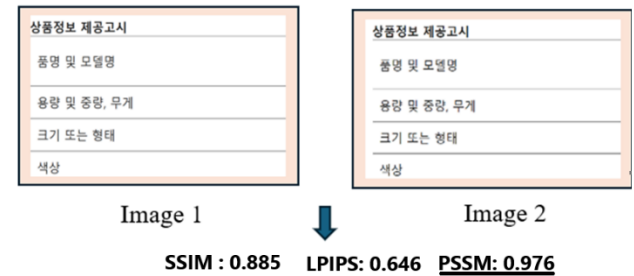 상품정보 제공고시
품명 및 모델명
용량 및 중량, 무게
크기 또는 형태
색상
상품정보 제공고시
품명 및 모델명
용량 및 중량, 무게
크기 또는 형태
색상
Image 1
Image 2
SSIM : 0.885 LPIPS: 0.646 PSSM: 0.976